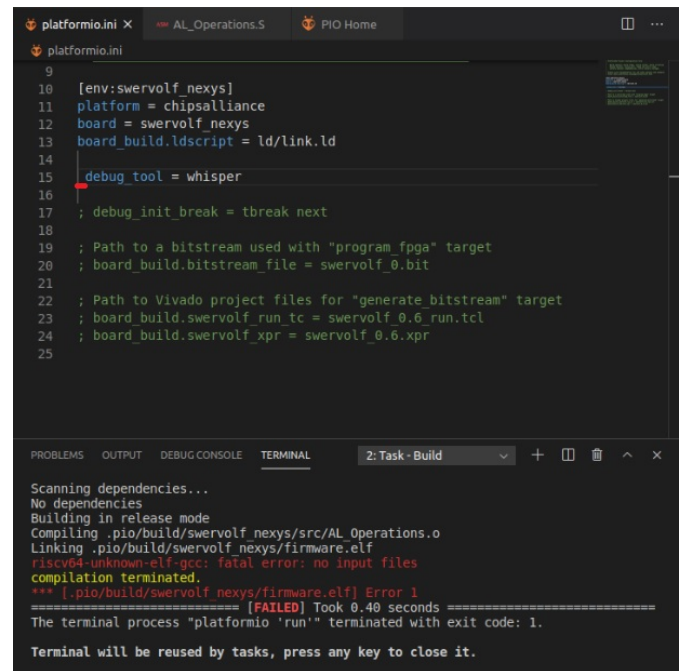 platformio.ini
AL_Operations.S
PIO Home
platformio.ini
9
10 [env:swervolf_nexys]
11 platform = chipsalliance
12 board = swervolf_nexys
13 board_build.ldscript = ld/link.ld
14
15 debug_tool = whisper
16
17 ; debug_init_break = tbreak next
18
19 ; Path to a bitstream used with "program_fpga" target
20 ; board_build.bitstream_file = swervolf_0.bit
21
22 ; Path to Vivado project files for "generate_bitstream" target
23 ; board_build.swervolf_run_tc = swervolf_0.6_run.tcl
24 ; board_build.swervolf_xpr = swervolf_0.6.xpr
25
PROBLEMS OUTPUT DEBUG CONSOLE TERMINAL 2: Task - Build
Scanning dependencies...
No dependencies
Building in release mode
Compiling .pio/build/swervolf_nexys/src/AL_Operations.o
Linking .pio/build/swervolf_nexys/firmware.elf
riscv64-unknown-elf-gcc: fatal error: no input files
compilation terminated.
*** [.pio/build/swervolf_nexys/firmware.elf] Error 1
============================ [FAILED] Took 0.40 seconds ============================
The terminal process "platformio 'run'" terminated with exit code: 1.
Terminal will be reused by tasks, press any key to close it.